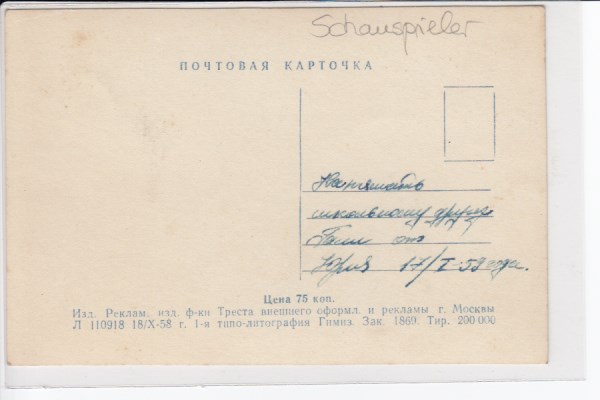 Schauspieler
ПОЧТОВАЯ КАРТОЧКА
На память
школьному другу
Гали от
Юрия 17/I-59 года.
Цена 75 коп.
Изд. Реклам. изд. ф-ки Треста внешнего оформл. и рекламы г. Москвы
Л 110918 18/X-58 г. 1-я типо-литография Гимиз. Зак. 1869. Тир. 200 000